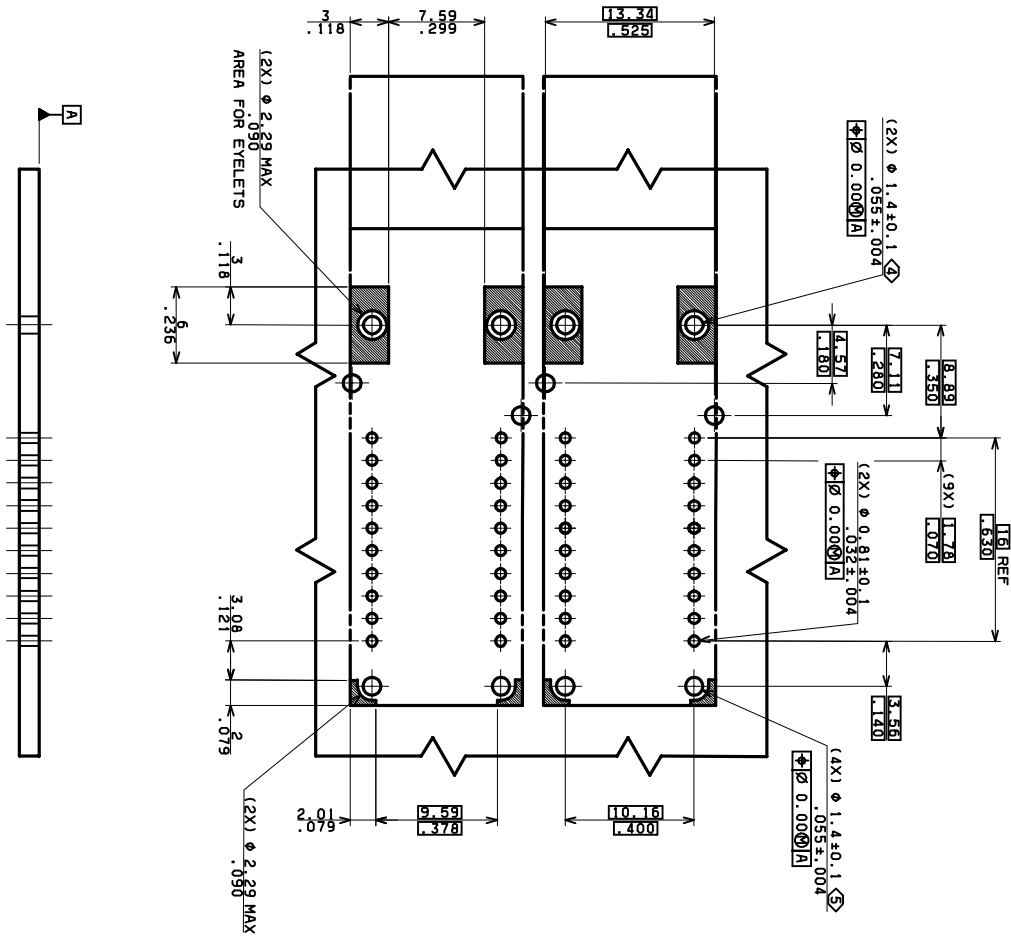 3
.118
7.59
.299
13.34
.525
A
(2X) ⌀ 2.29 MAX
.090
AREA FOR EYELETS
(2X) ⌀ 1.4±0.1 4
.055±.004
⌖ ⌀ 0.00Ⓜ A
3
.118
6
.236
4.57
.180
7.11
.280
8.89
.350
(9X) 1.78
.070
16 REF
.630
(2X) ⌀ 0.81±0.1
.032±.004
⌖ ⌀ 0.00Ⓜ A
3.08
.121
2
.079
3.56
.140
(4X) ⌀ 1.4±0.1 5
.055±.004
⌖ ⌀ 0.00Ⓜ A
2.01
.079
9.59
.378
10.16
.400
(2X) ⌀ 2.29 MAX
.090